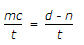 mc/t = d - n/t